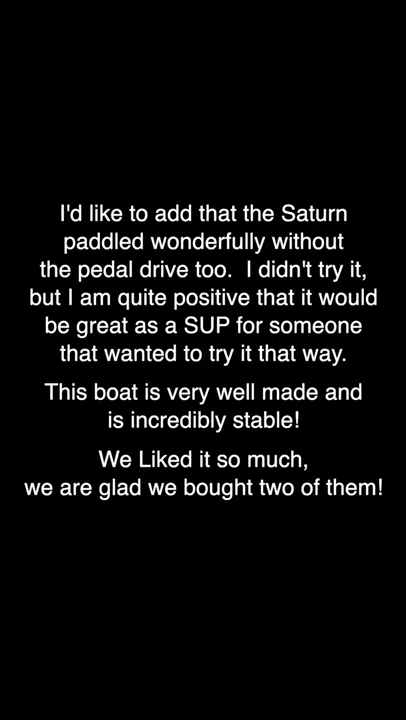 I'd like to add that the Saturn
paddled wonderfully without
the pedal drive too.  I didn't try it,
but I am quite positive that it would
be great as a SUP for someone
that wanted to try it that way.
This boat is very well made and
is incredibly stable!
We Liked it so much,
we are glad we bought two of them!